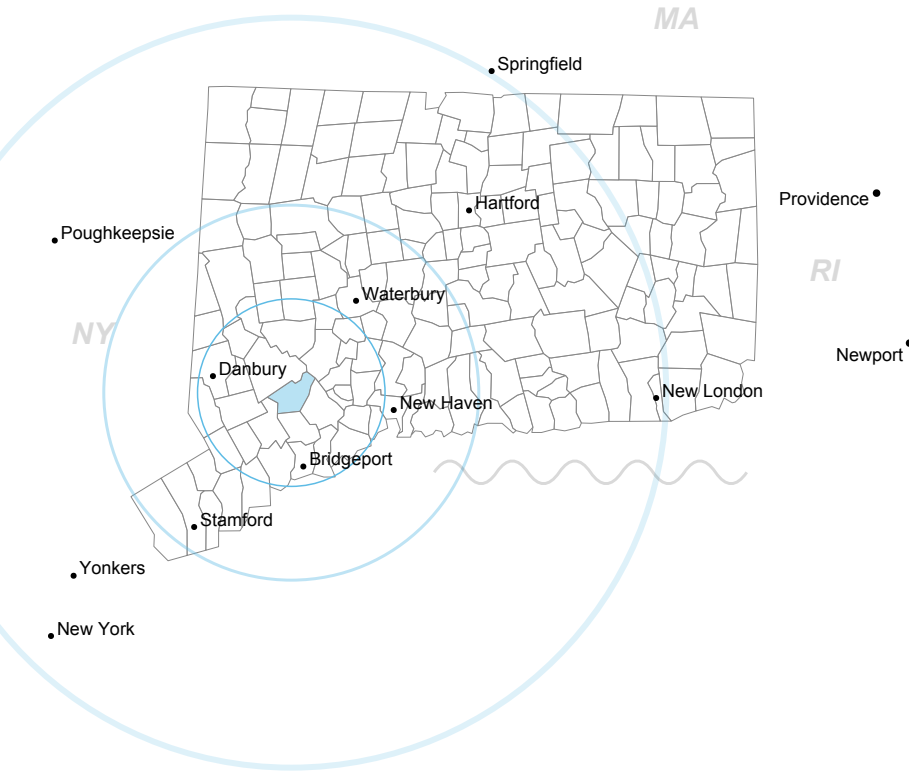 MA
Springfield
Providence
Hartford
Poughkeepsie
RI
Waterbury
NY
Newport
Danbury
New London
New Haven
Bridgeport
Stamford
Yonkers
New York